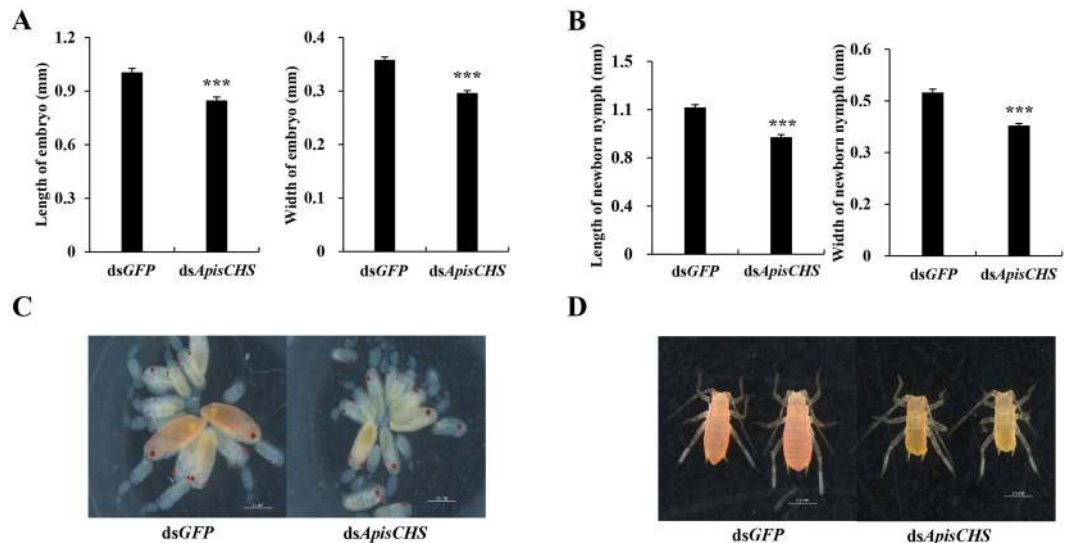 A
Length of embryo (mm)
1.2
0.9
0.6
0.3
0
***
dsGFP
dsApisCHS
Width of embryo (mm)
0.4
0.3
0.2
0.1
0
***
dsGFP
dsApisCHS
B
Length of newborn nymph (mm)
1.5
1.1
0.8
0.4
0
***
dsGFP
dsApisCHS
Width of newborn nymph (mm)
0.6
0.5
0.3
0.2
0
***
dsGFP
dsApisCHS
C
dsGFP
dsApisCHS
D
dsGFP
dsApisCHS